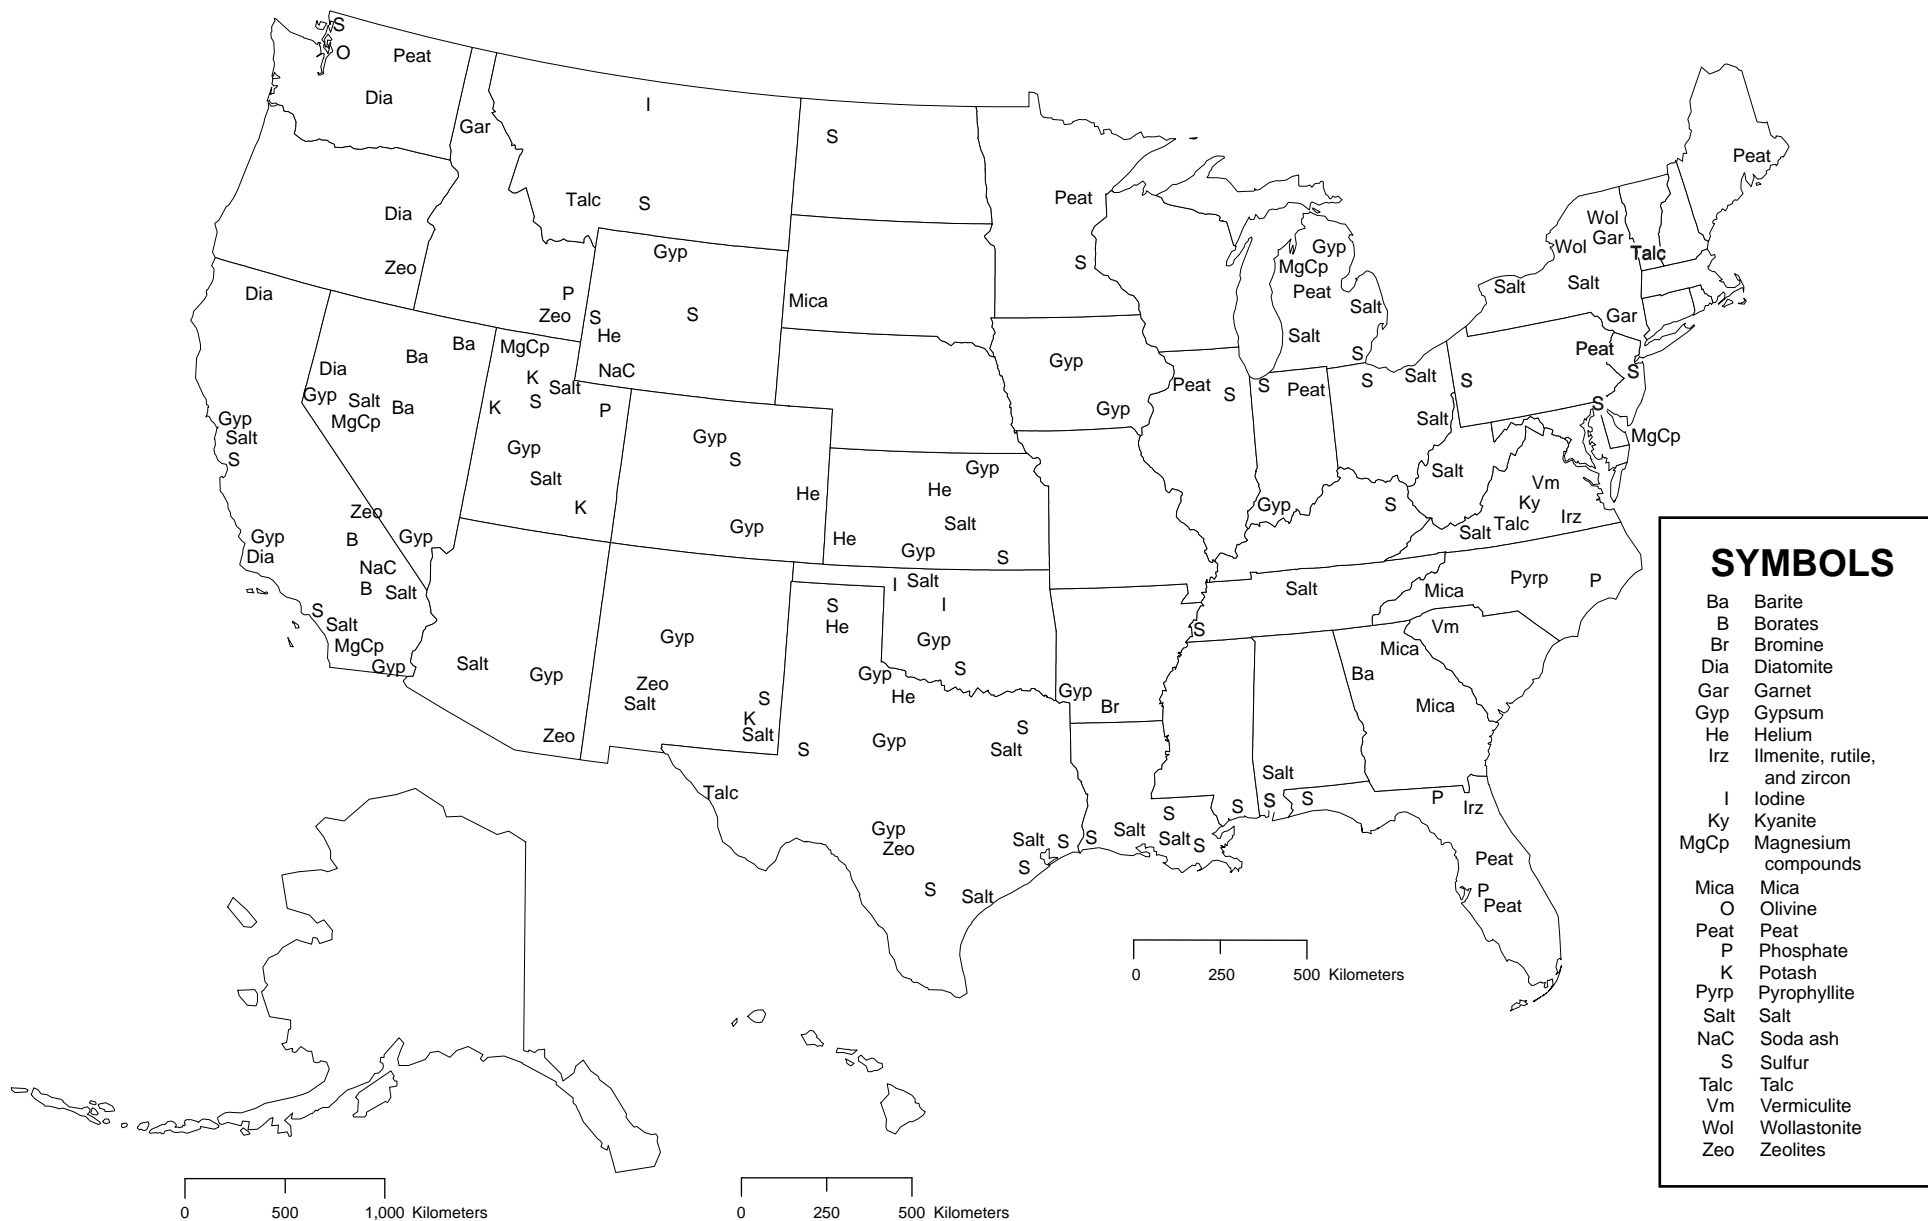 S
O
Peat
Dia
Gar
I
Talc
S
S
Peat
S
Dia
Zeo
P
Zeo
Gyp
S
S
He
NaC
Mica
Gyp
MgCp
Peat
Salt
Salt
S
Peat
Wol
Gar
Wol
Talc
Salt
Salt
Gar
Peat
S
S
S
MgCp
Dia
Ba
Ba
Dia
Gyp
Salt
Ba
MgCp
MgCp
K
Salt
S
K
P
Gyp
Salt
K
Gyp
Salt
S
Zeo
B
Gyp
Gyp
Dia
NaC
B
Salt
S
Salt
MgCp
Gyp
Gyp
S
He
Gyp
Gyp
Gyp
Peat
S
S
Peat
S
Salt
Salt
Gyp
S
Salt
Vm
Ky
Irz
Talc
Salt
Gyp
He
Salt
He
Gyp
S
I
Salt
I
Gyp
S
S
He
Gyp
He
Gyp
Salt
Gyp
Zeo
Gyp
Zeo
Salt
S
K
Salt
S
Talc
S
Salt
Gyp
Zeo
Salt
S
S
S
Salt
Gyp
Br
S
Salt
Mica
Pyrp
P
Vm
Mica
Ba
Mica
Salt
S
S
S
S
Salt
Salt
S
S
P
Irz
Peat
P
Peat
0 250 500 Kilometers
0 500 1,000 Kilometers
0 250 500 Kilometers
SYMBOLS
Ba Barite
B Borates
Br Bromine
Dia Diatomite
Gar Garnet
Gyp Gypsum
He Helium
Irz Ilmenite, rutile,
and zircon
I Iodine
Ky Kyanite
MgCp Magnesium
compounds
Mica Mica
O Olivine
Peat Peat
P Phosphate
K Potash
Pyrp Pyrophyllite
Salt Salt
NaC Soda ash
S Sulfur
Talc Talc
Vm Vermiculite
Wol Wollastonite
Zeo Zeolites